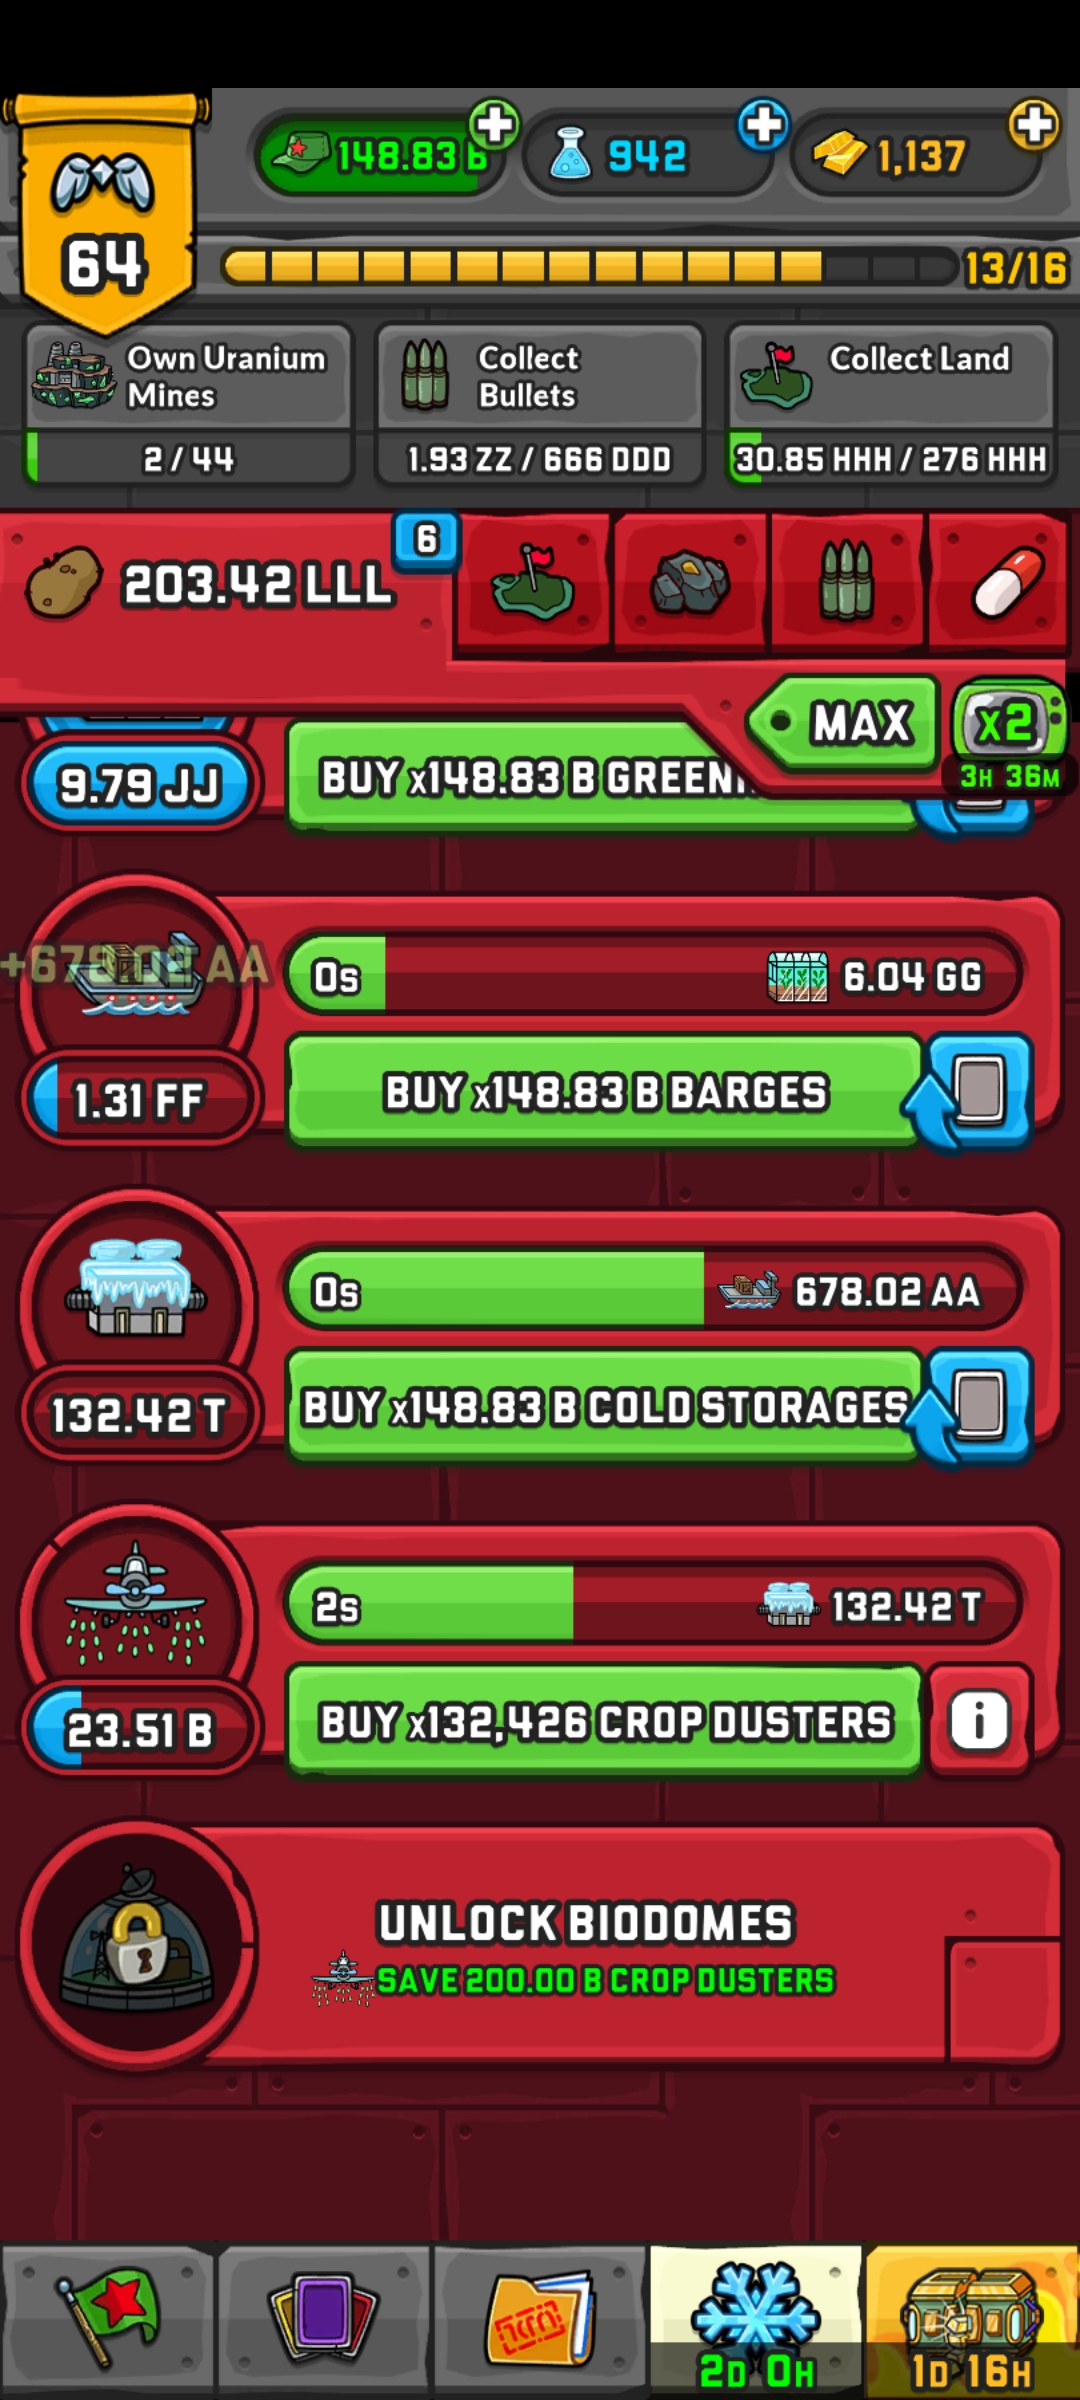 148.83 B
942
1,137
64
13/16
Own Uranium
Mines
2 / 44
Collect
Bullets
1.93 ZZ / 666 DDD
Collect Land
30.85 HHH / 276 HHH
203.42 LLL
6
MAX
x2
3H 36M
9.79 JJ
BUY x148.83 B
+678.02 AA
0s
6.04 GG
1.31 FF
BUY x148.83 B BARGES
0s
678.02 AA
132.42 T
BUY x148.83 B COLD STORAGES
2s
132.42 T
23.51 B
BUY x132,426 CROP DUSTERS
i
UNLOCK BIODOMES
SAVE 200.00 B CROP DUSTERS
2D 0H
1D 16H